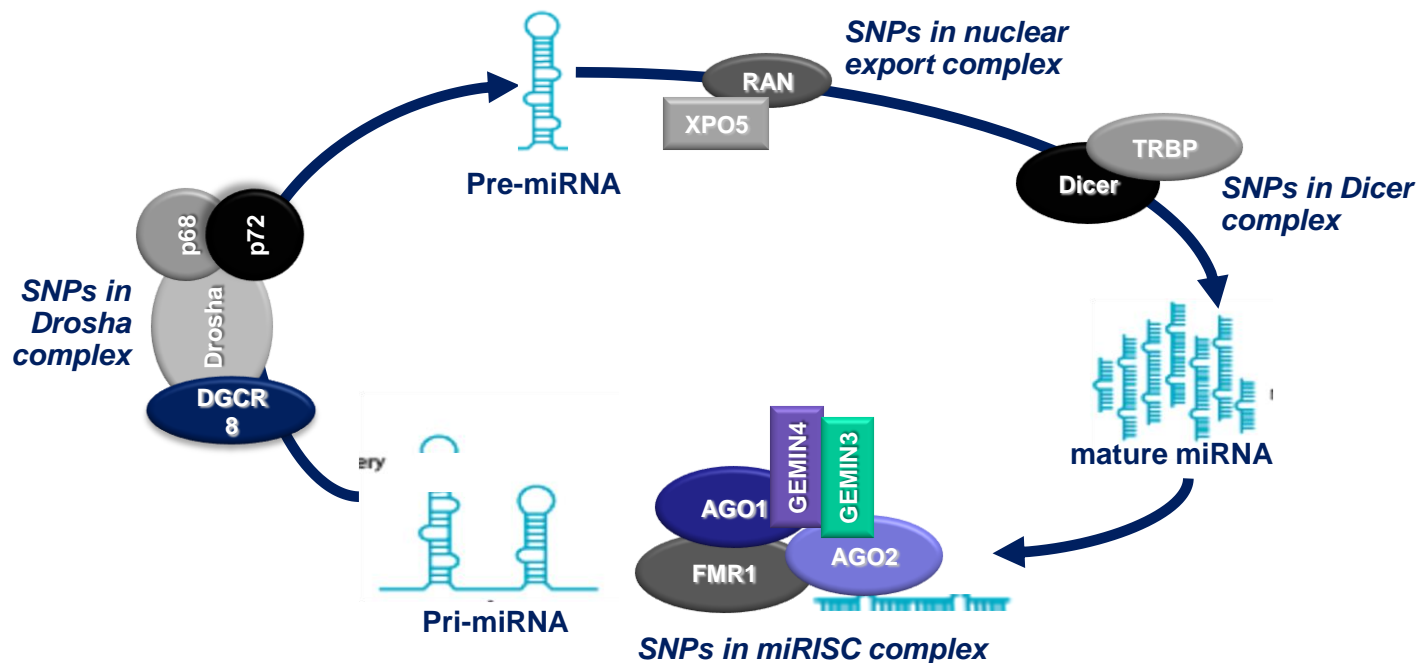 SNPs in nuclear
export complex
RAN
XPO5
Pre-miRNA
TRBP
Dicer
SNPs in Dicer
complex
p68
p72
SNPs in
Drosha
complex
Drosha
DGCR
8
mature miRNA
GEMIN4
GEMIN3
AGO1
AGO2
FMR1
ery
Pri-miRNA
SNPs in miRISC complex